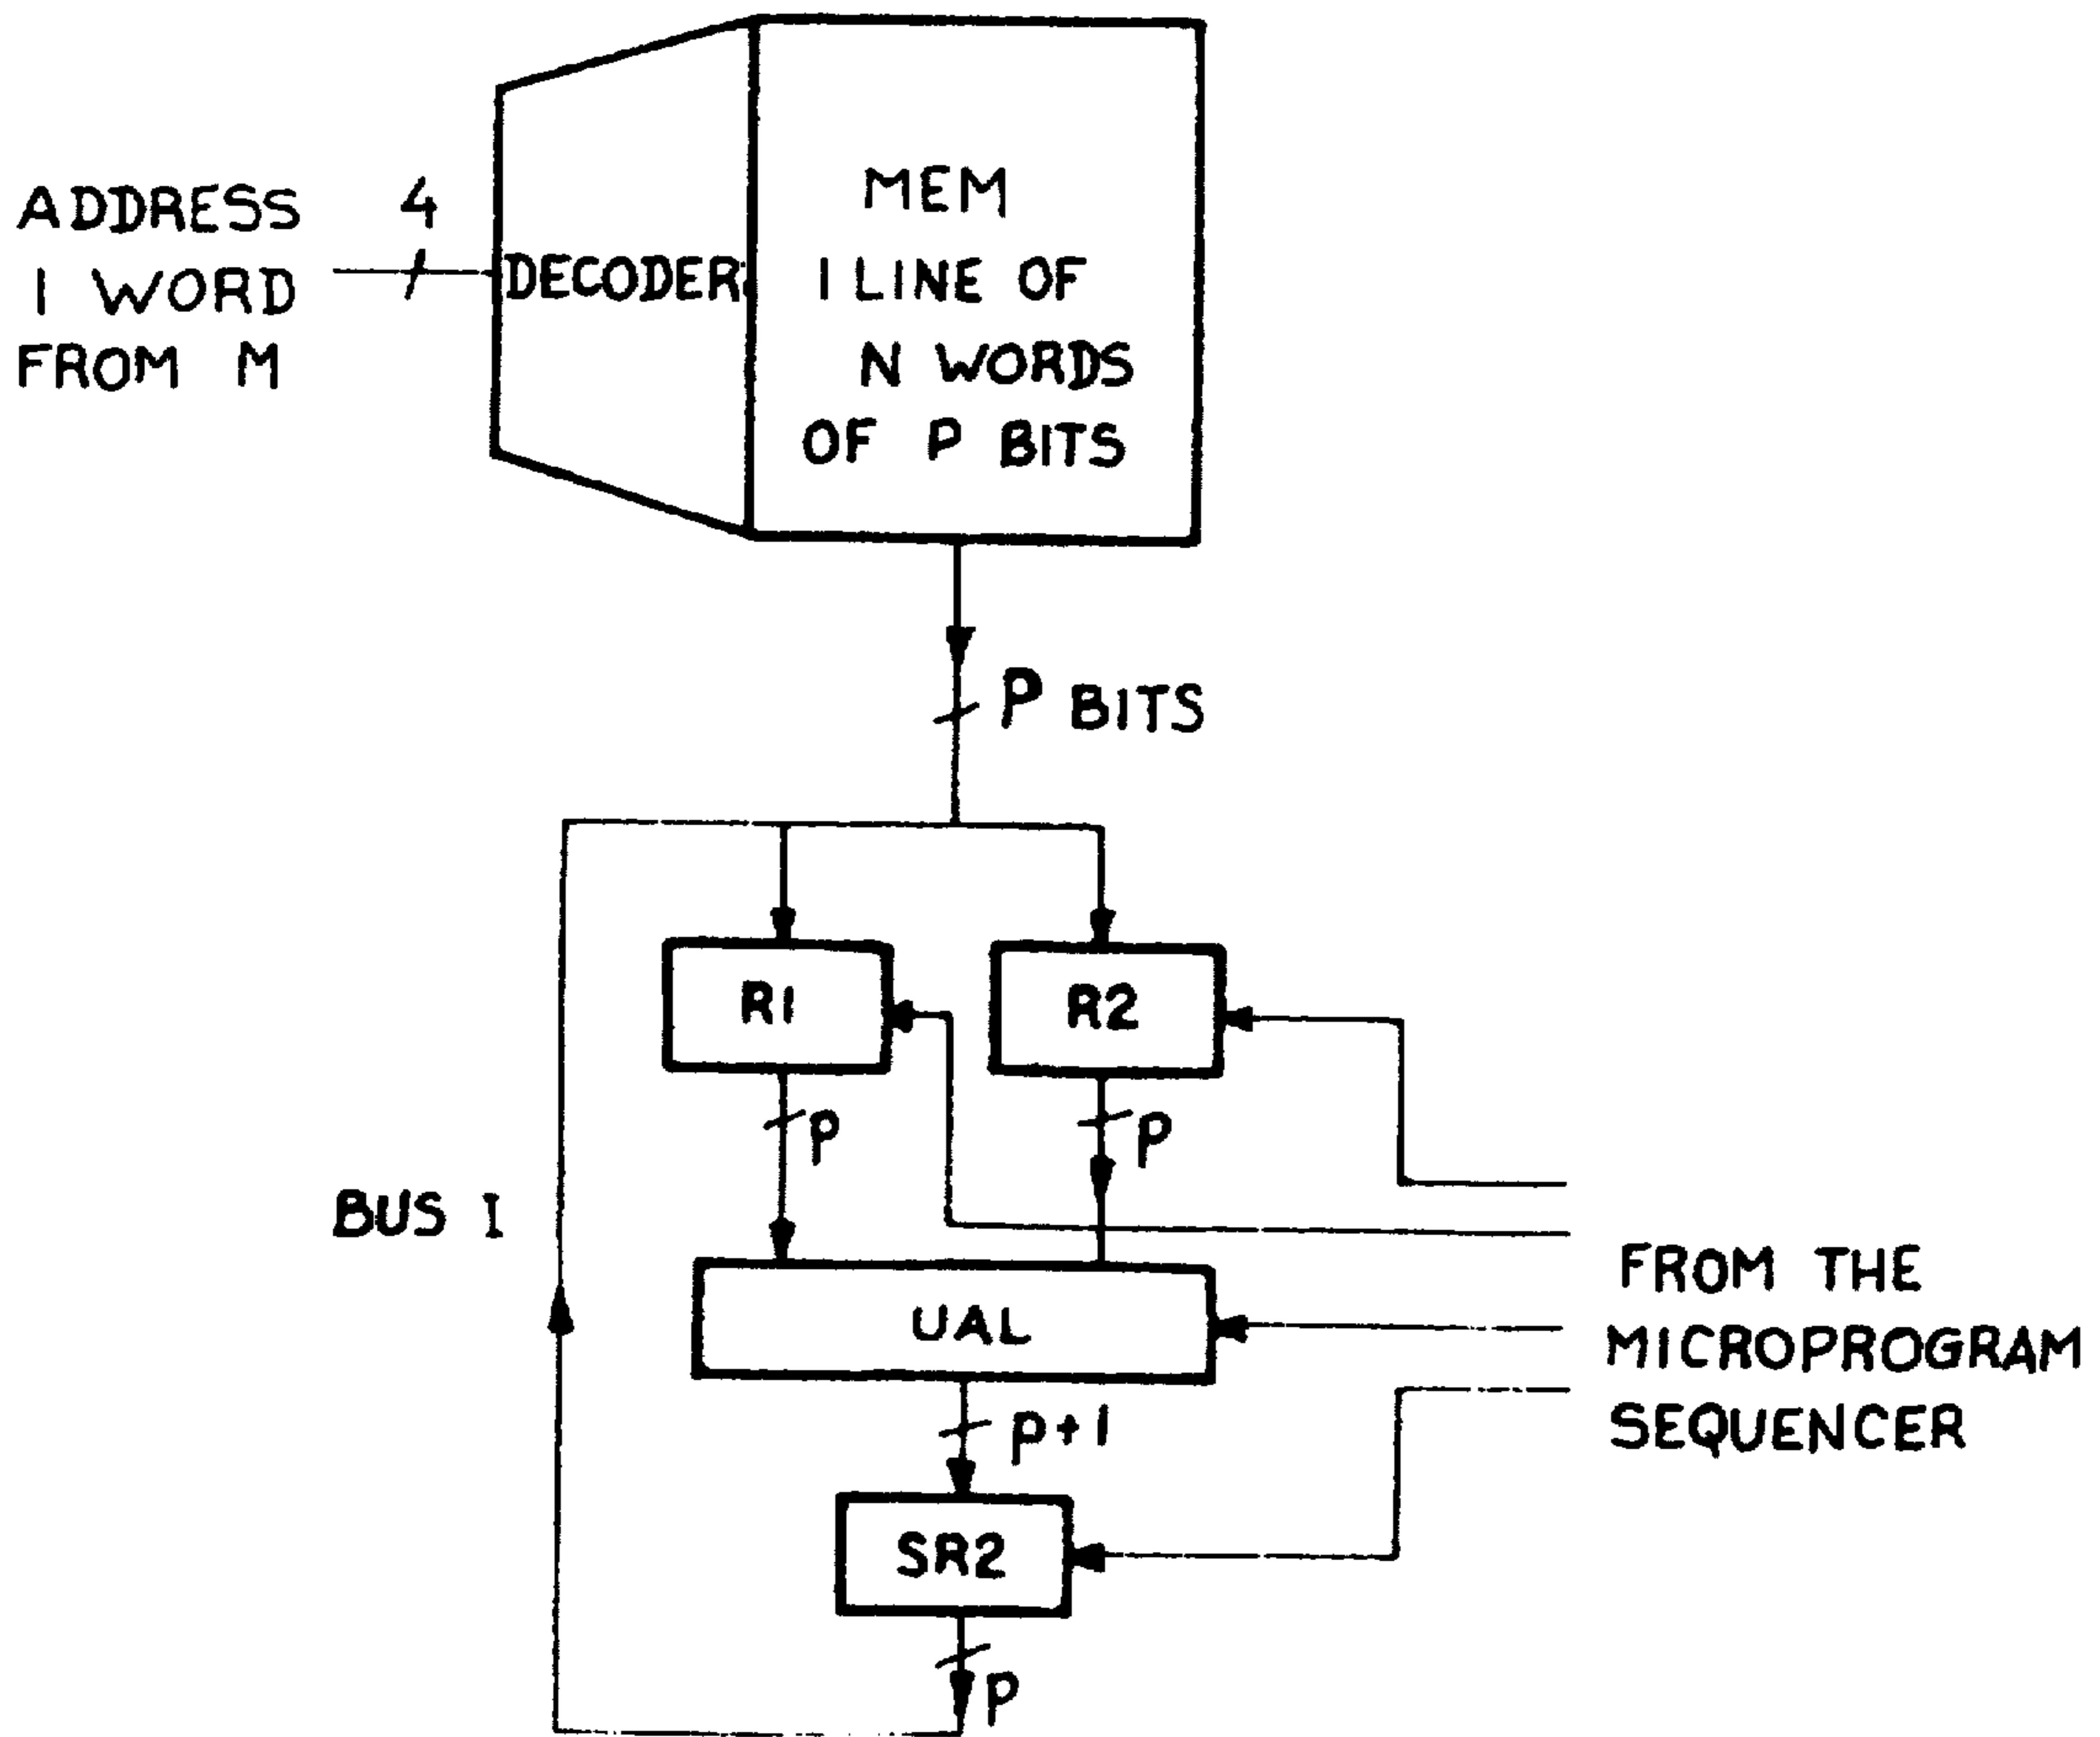 ADDRESS
1 WORD
FROM M
4
DECODER
MEM
1 LINE OF
N WORDS
OF P BITS
P BITS
R1
R2
p
p
BUS I
UAL
FROM THE
MICROPROGRAM
SEQUENCER
p+1
SR2
p